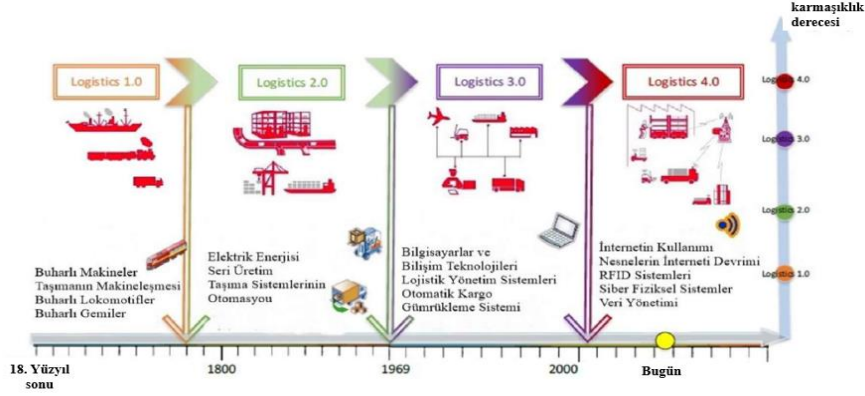 karmaşıklık
derecesi
Logistics 1.0
Logistics 2.0
Logistics 3.0
Logistics 4.0
Logistics 4.0
Logistics 3.0
Logistics 2.0
Logistics 1.0
Buharlı Makineler
Taşımanın Makineleşmesi
Buharlı Lokomotifler
Buharlı Gemiler
Elektrik Enerjisi
Seri Üretim
Taşıma Sistemlerinin
Otomasyou
Bilgisayarlar ve
Bilişim Teknolojileri
Lojistik Yönetim Sistemleri
Otomatik Kargo
Gümrükleme Sistemi
İnternetin Kullanımı
Nesnelerin İnterneti Devrimi
RFID Sistemleri
Siber Fiziksel Sistemler
Veri Yönetimi
18. Yüzyıl
sonu
1800
1969
2000
Bugün